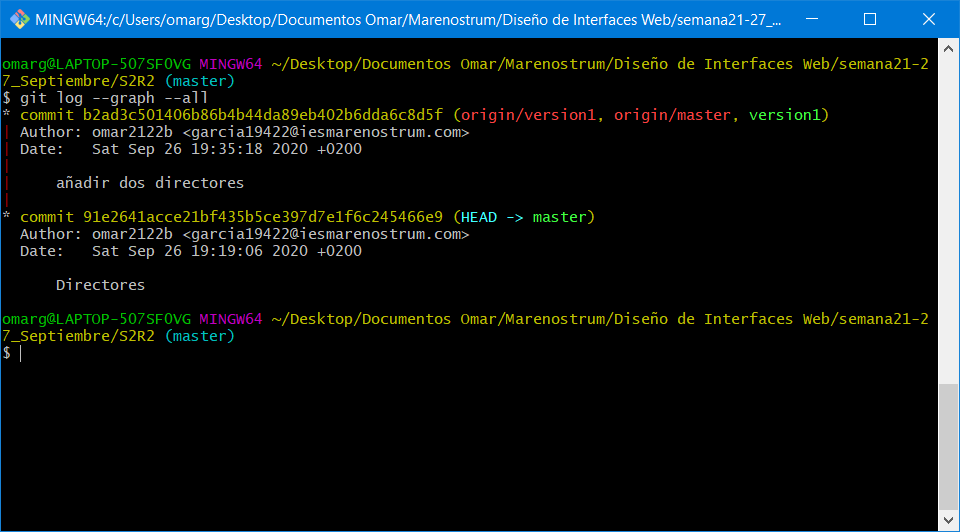 MINGW64:/c/Users/omarg/Desktop/Documentos Omar/Marenostrum/Diseño de Interfaces Web/semana21-27_...
omarg@LAPTOP-507SF0VG MINGW64 ~/Desktop/Documentos Omar/Marenostrum/Diseño de Interfaces Web/semana21-2
7_Septiembre/S2R2 (master)
$ git log --graph --all
* commit b2ad3c501406b86b4b44da89eb402b6dda6c8d5f (origin/version1, origin/master, version1)
| Author: omar2122b <garcia19422@iesmarenostrum.com>
| Date:   Sat Sep 26 19:35:18 2020 +0200
|
|     añadir dos directores
|
* commit 91e2641acce21bf435b5ce397d7e1f6c245466e9 (HEAD -> master)
  Author: omar2122b <garcia19422@iesmarenostrum.com>
  Date:   Sat Sep 26 19:19:06 2020 +0200
      Directores
omarg@LAPTOP-507SF0VG MINGW64 ~/Desktop/Documentos Omar/Marenostrum/Diseño de Interfaces Web/semana21-2
7_Septiembre/S2R2 (master)
$